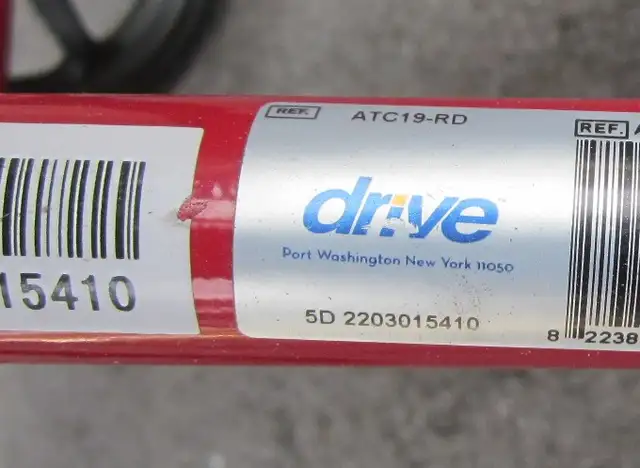 15410
REF. ATC19-RD
drive
Port Washington New York 11050
5D 2203015410
REF. A
8 2238